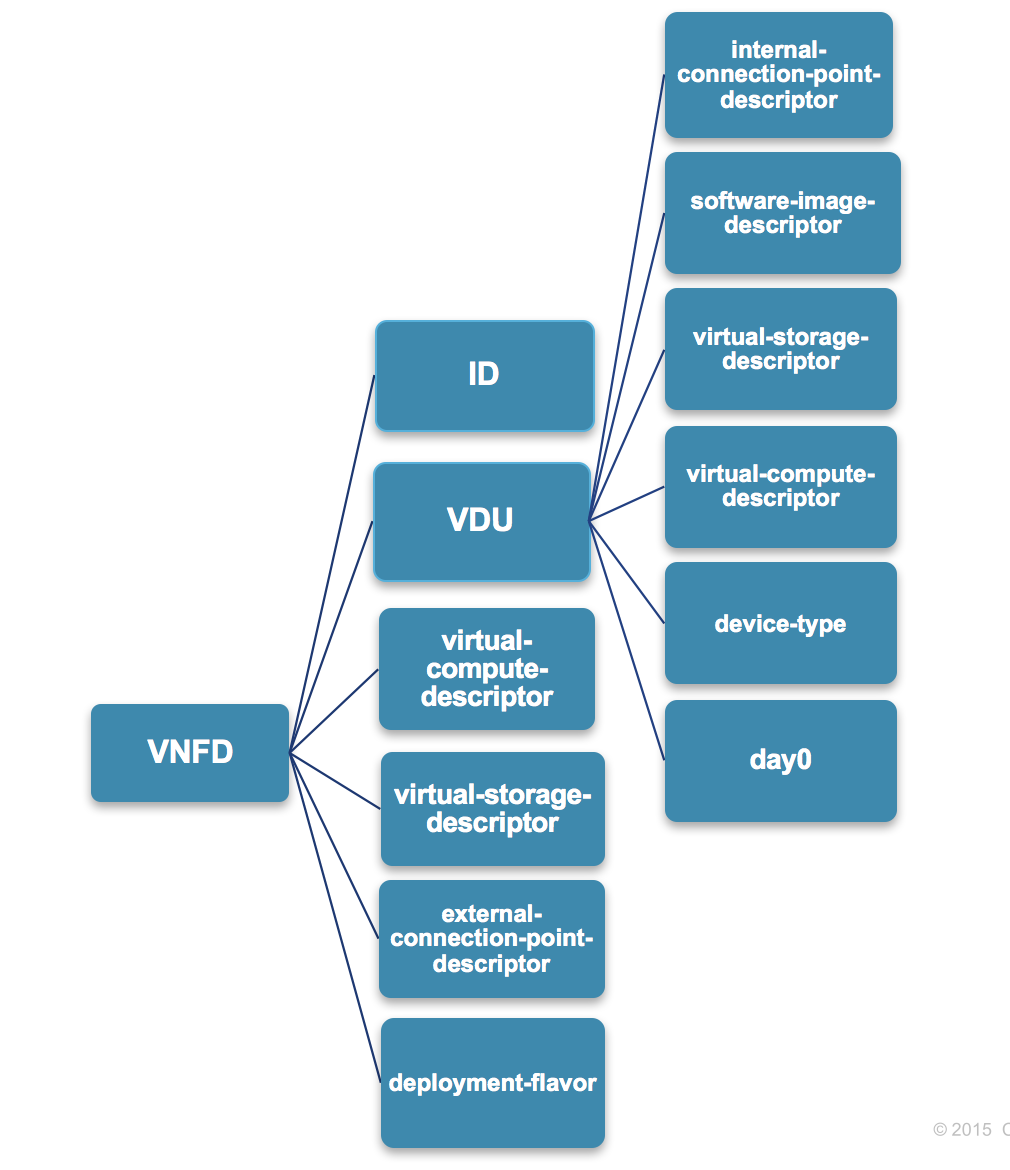 internal-
connection-point-
descriptor
software-image-
descriptor
virtual-storage-
descriptor
ID
virtual-compute-
descriptor
VDU
device-type
virtual-
compute-
descriptor
VNFD
day0
virtual-storage-
descriptor
external-
connection-point-
descriptor
deployment-flavor
© 2015